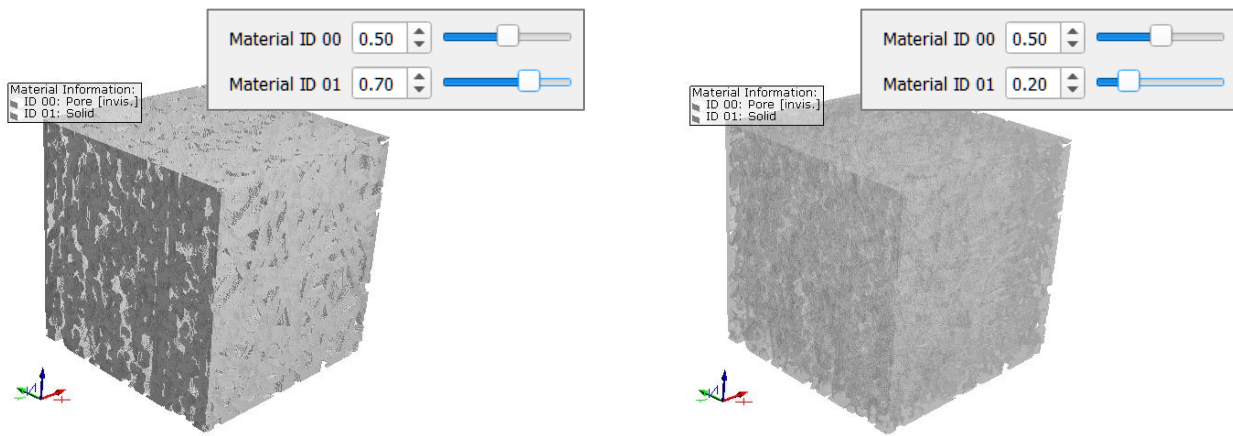 Material ID 00 0.50
Material ID 01 0.70
Material Information:
ID 00: Pore [invis.]
ID 01: Solid
Material ID 00 0.50
Material ID 01 0.20
Material Information:
ID 00: Pore [invis.]
ID 01: Solid